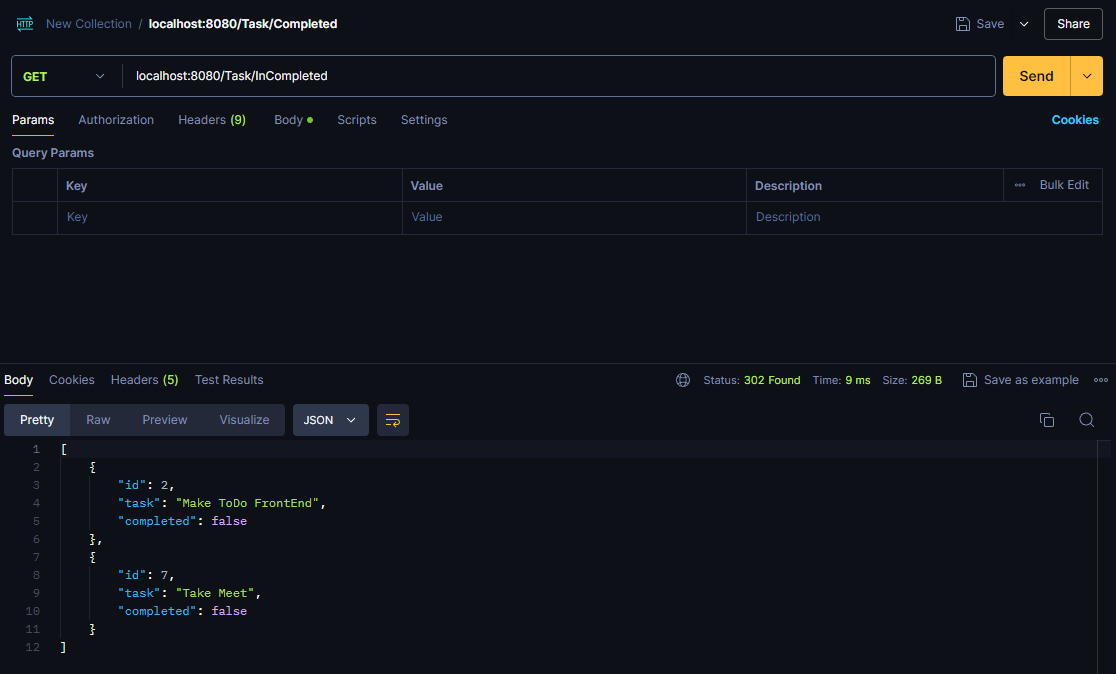 HTTP New Collection / localhost:8080/Task/Completed Save Share
GET localhost:8080/Task/InCompleted Send
Params Authorization Headers (9) Body Scripts Settings Cookies
Query Params
Key Value Description Bulk Edit
Key Value Description
Body Cookies Headers (5) Test Results Status: 302 Found Time: 9 ms Size: 269 B Save as example
Pretty Raw Preview Visualize JSON
1 [
2 {
3 "id": 2,
4 "task": "Make ToDo FrontEnd",
5 "completed": false
6 },
7 {
8 "id": 7,
9 "task": "Take Meet",
10 "completed": false
11 }
12 ]